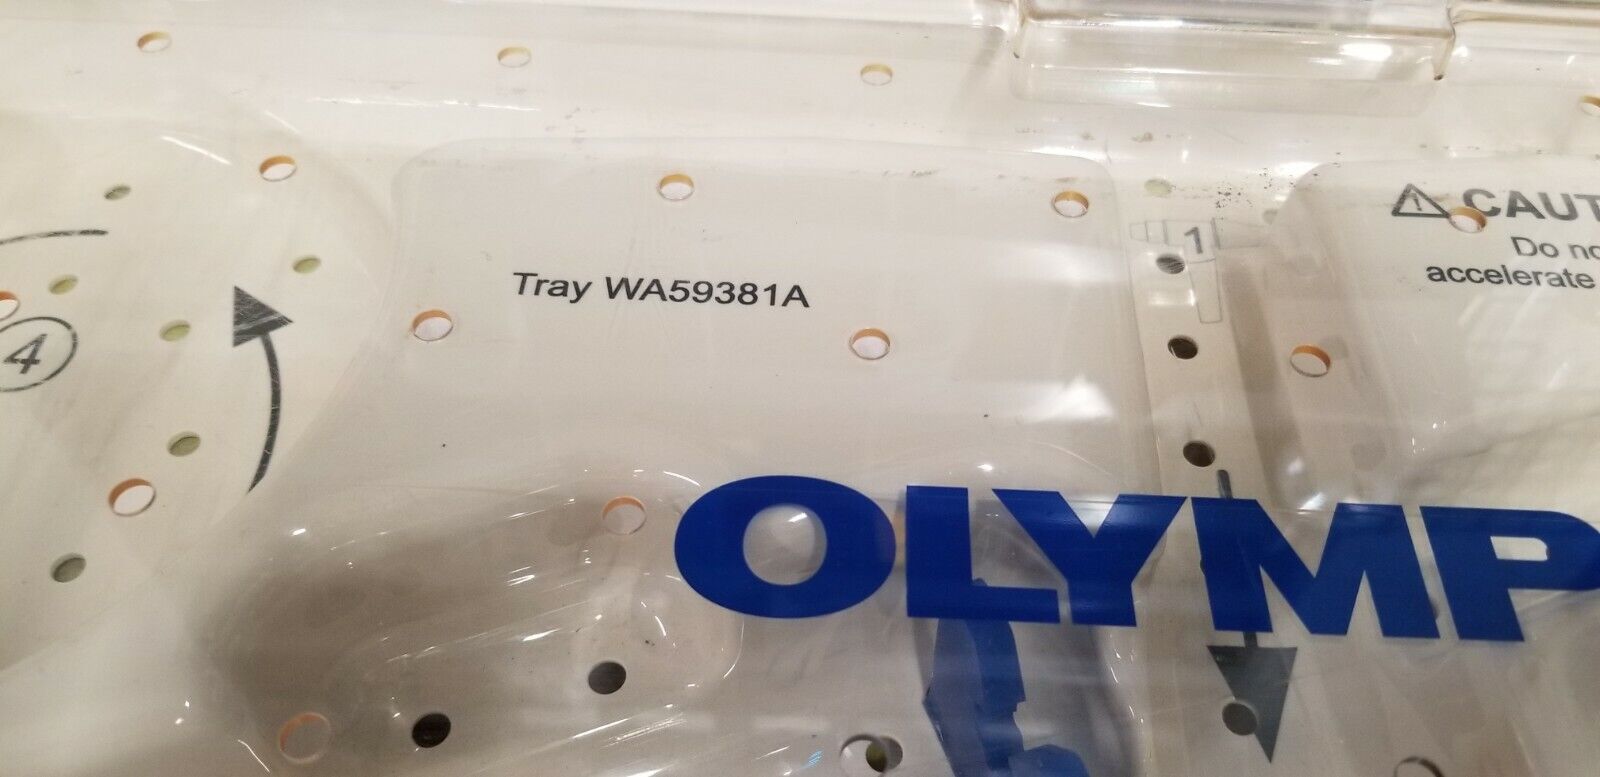 4
Tray WA59381A
1
CAUT
Do no
accelerate
OLYMP